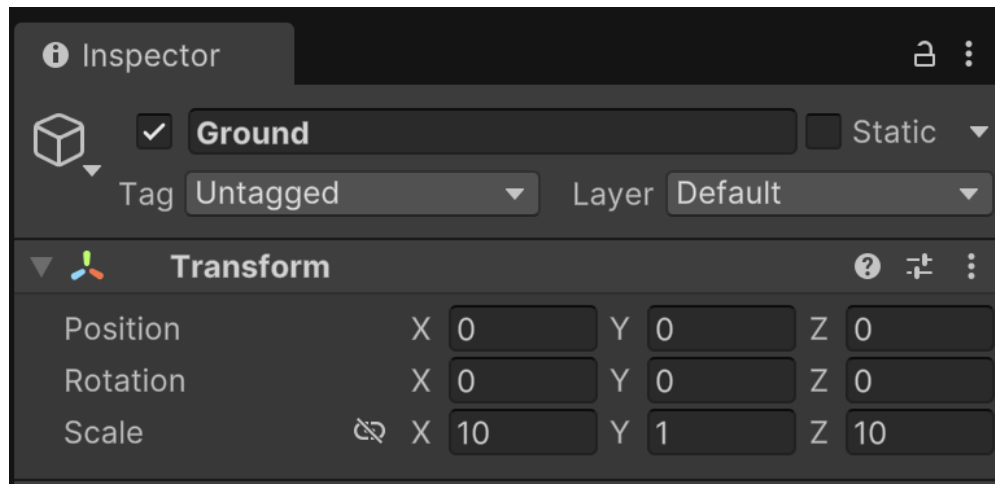 Inspector
Ground Static
Tag Untagged Layer Default
Transform
Position X 0 Y 0 Z 0
Rotation X 0 Y 0 Z 0
Scale X 10 Y 1 Z 10